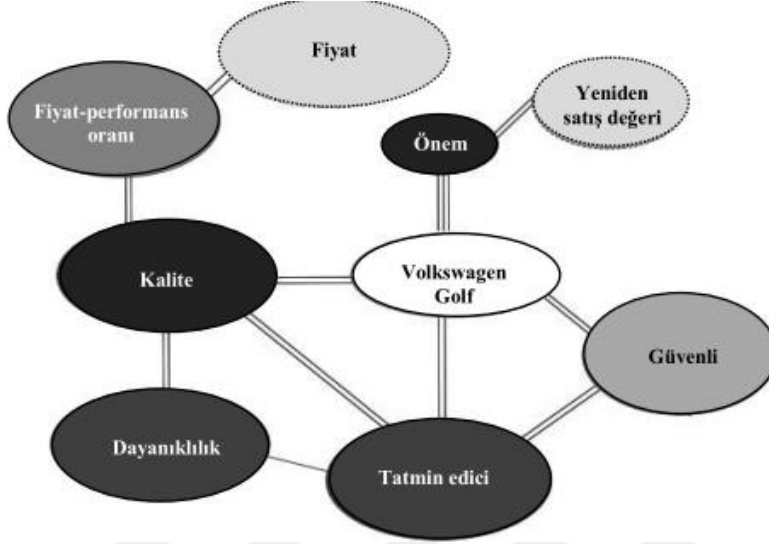 Fiyat
Fiyat-performans
oranı
Yeniden
satış değeri
Önem
Kalite
Volkswagen
Golf
Güvenli
Dayanıklılık
Tatmin edici